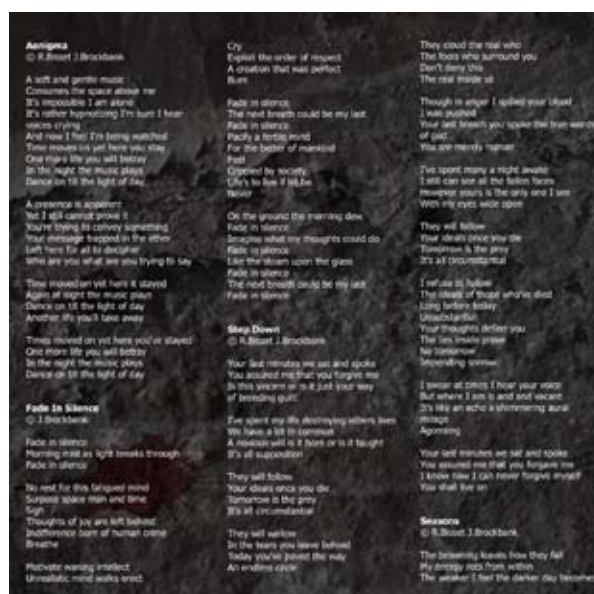 Aenigma
© R.Bisset J.Brockbank
A soft and gentle music
Consumes the space above me
It's impossible I am alone
It's rather hypnotizing I'm sure I hear
voices crying
And now I feel I'm being watched
Time moves on yet here you stay
One more life you will betray
In the night the music plays
Dance on till the light of day
A presence is apparent
Yet I still cannot prove it
You're trying to convey something
Your message trapped in the ether
Left here for all to decipher
Who are you what are you trying to say
Time moved on yet here it stayed
Again at night the music plays
Dance on till the light of day
Another life you'll take away
Times moved on yet here you've stayed
One more life you will betray
In the night the music plays
Dance on till the light of day
Fade In Silence
© J.Brockbank
Fade in silence
Morning mist as light breaks through
Fade in silence
No rest for this fatigued mind
Surpass space main and time
Sigh
Thoughts of joy are left behind
Indifference born of human crime
Breathe
Motivate waning intellect
Unrealistic mind walks erect
Cry
Exploit the order of respect
A creation that was perfect
Burn
Fade in silence
The next breath could be my last
Fade in silence
Pacify a fertile mind
For the better of mankind
Feel
Crippled by society
Life's to live if let be
Never
On the ground the morning dew
Fade in silence
Imagine what my thoughts could do
Fade in silence
Like the steam upon the glass
Fade in silence
The next breath could be my last
Fade in silence
Step Down
© R.Bisset J.Brockbank
Your last minutes we sat and spoke
You assured me that you forgive me
Is this sincere or is it just your way
of breeding guilt
I've spent my life destroying others lives
We have a lot in common
A noxious will is it born or is it taught
It's all supposition
They will follow
Your ideals once you die
Tomorrow is the prey
It's all circumstantial
They will wallow
In the tears you leave behind
Today you've paved the way
An endless circle
They cloud the real who
The fools who surround you
Don't deny this
The real inside us
Though in anger I spilled your blood
I was pushed
Your last breath you spoke the true words
of god
You are merely human
I've spent many a night awake
I still can see all the fallen faces
However yours is the only one I see
With my eyes wide open
They will follow
Your ideals once you die
Tomorrow is the prey
It's all circumstantial
I refuse to follow
The ideals of those who've died
Long before today
Unsubstantial
Your thoughts define you
The lies inside prove
No tomorrow
Impending sorrow
I swear at times I hear your voice
But where I am is and vacant
It's like an echo a shimmering aural
mirage
Agonising
Your last minutes we sat and spoke
You assured me that you forgave me
I know now I can never forgive myself
You shall live on
Seasons
© R.Bisset J.Brockbank
The browning leaves how they fall
My energy rots from within
The weaker I feel the darker day becomes